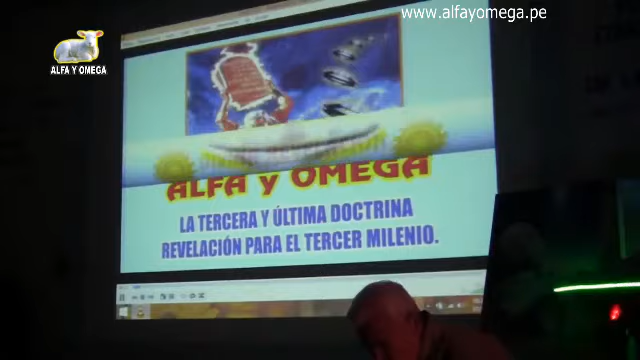 www.alfayomega.pe
ALFA Y OMEGA
ALFA Y OMEGA
LA TERCERA Y ÚLTIMA DOCTRINA
REVELACIÓN PARA EL TERCER MILENIO.